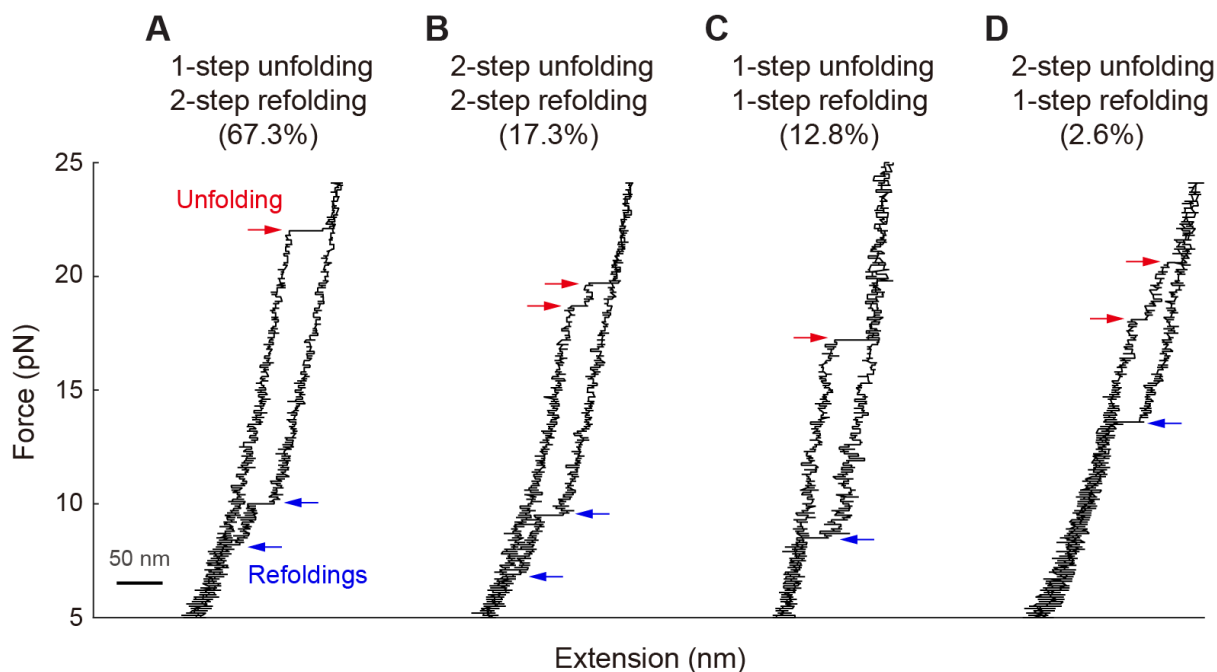 A
1-step unfolding
2-step refolding
(67.3%)
B
2-step unfolding
2-step refolding
(17.3%)
C
1-step unfolding
1-step refolding
(12.8%)
D
2-step unfolding
1-step refolding
(2.6%)
Force (pN)
25
20
15
10
5
Unfolding
Refoldings
50 nm
Extension (nm)